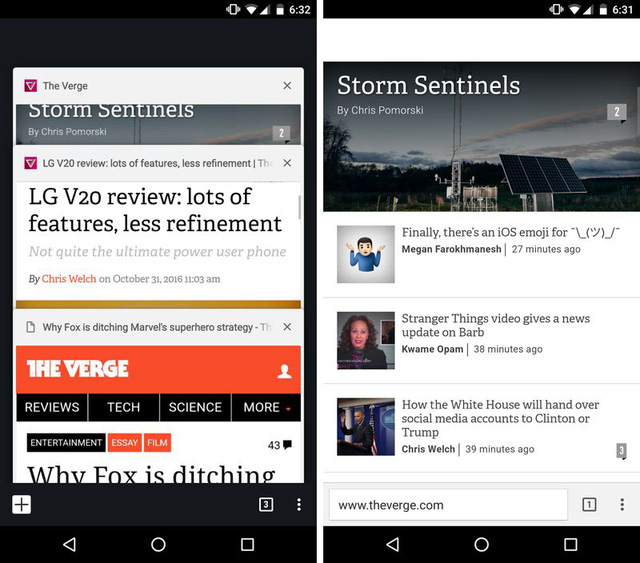 6:32
The Verge
Storm Sentinels
By Chris Pomorski
2
LG V20 review: lots of features, less refinement | Th
LG V20 review: lots of
features, less refinement
Not quite the ultimate power user phone
By Chris Welch on October 31, 2016 11:03 am
Why Fox is ditching Marvel's superhero strategy - Th
THE VERGE
REVIEWS
TECH
SCIENCE
MORE
ENTERTAINMENT
ESSAY
FILM
43
Why Fox is ditching
3
6:31
Storm Sentinels
By Chris Pomorski
2
Finally, there's an iOS emoji for ¯\_(ツ)_/¯
Megan Farokhmanesh | 27 minutes ago
Stranger Things video gives a news
update on Barb
Kwame Opam | 38 minutes ago
How the White House will hand over
social media accounts to Clinton or
Trump
Chris Welch | 39 minutes ago
3
www.theverge.com
1